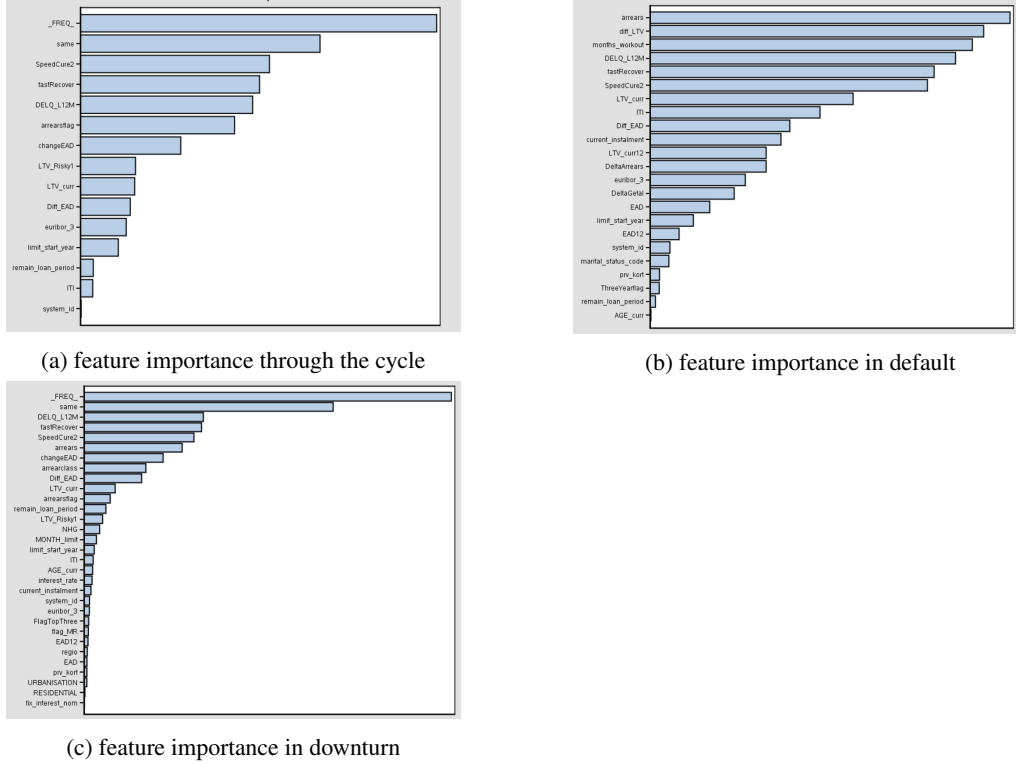 _FREQ_
same
SpeedCure2
fastRecover
DELQ_L12M
arrearsflag
changeEAD
LTV_Risky1
LTV_curr
Diff_EAD
euribor_3
limit_start_year
remain_loan_period
ITI
system_id
(a) feature importance through the cycle
arrears
diff_LTV
months_workout
DELQ_L12M
fastRecover
SpeedCure2
LTV_curr
ITI
Diff_EAD
current_instalment
LTV_curr12
DeltaArrears
euribor_3
DeltaGetal
EAD
limit_start_year
EAD12
system_id
marital_status_code
prv_kort
ThreeYearflag
remain_loan_period
AGE_curr
(b) feature importance in default
_FREQ_
same
DELQ_L12M
fastRecover
SpeedCure2
arrears
changeEAD
arrearclass
Diff_EAD
LTV_curr
arrearsflag
remain_loan_period
LTV_Risky1
NHG
MONTH_limit
limit_start_year
ITI
AGE_curr
interest_rate
current_instalment
system_id
euribor_3
FlagTopThree
flag_MR
EAD12
regio
EAD
prv_kort
URBANISATION
RESIDENTIAL
fix_interest_nom
(c) feature importance in downturn